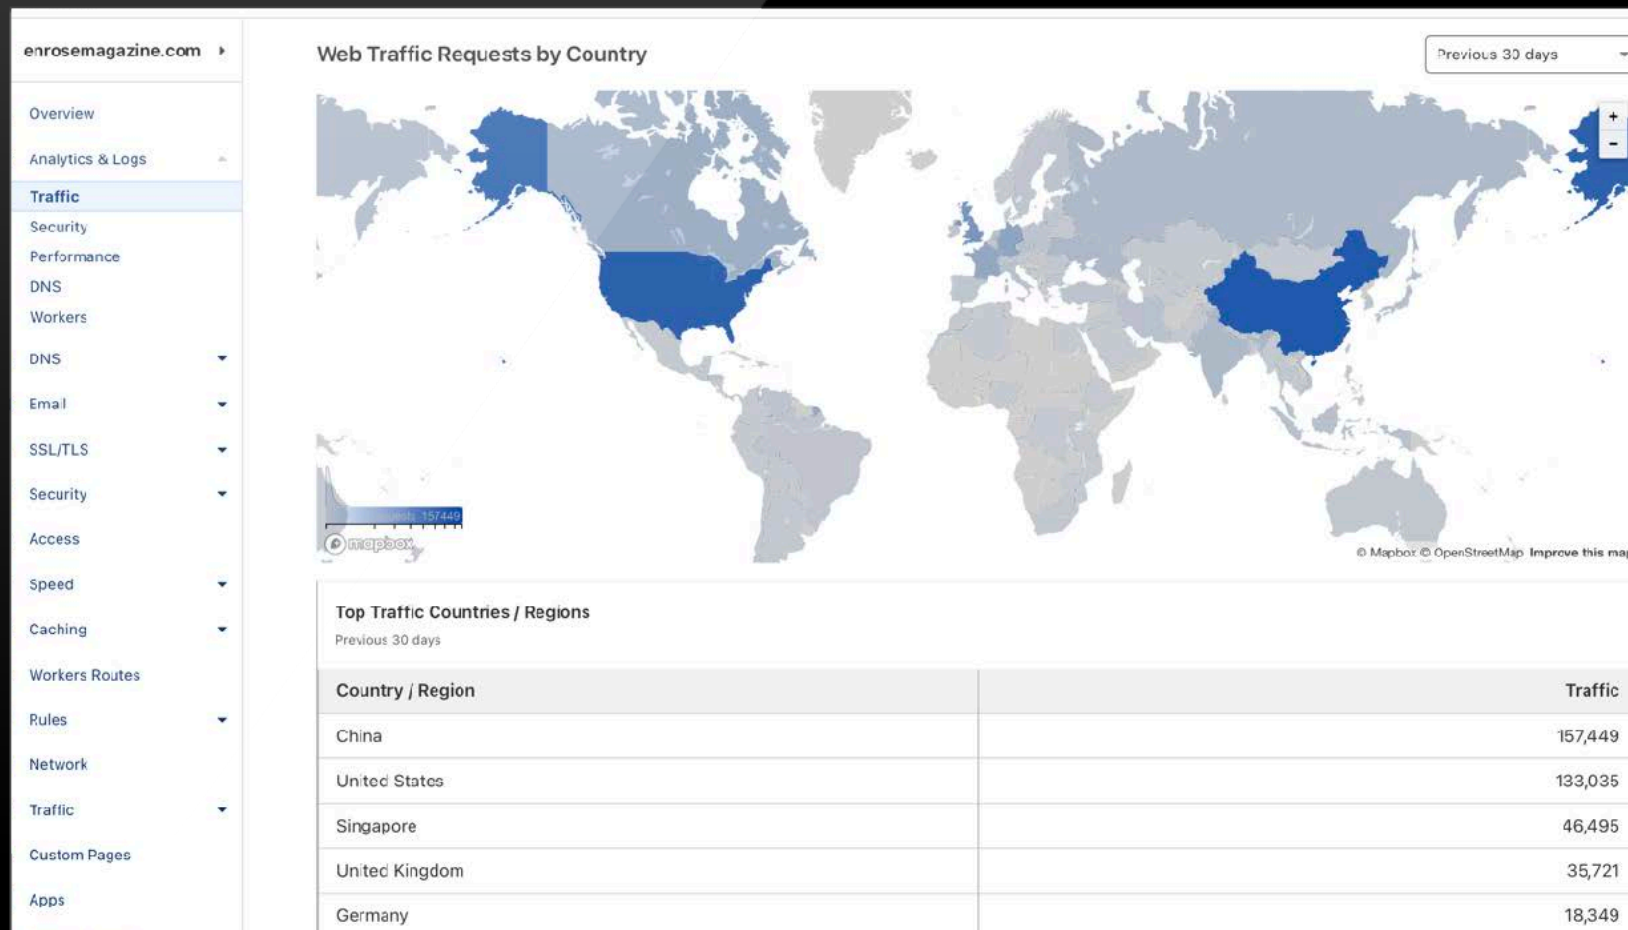 enrosemagazine.com
Overview
Analytics & Logs
Traffic
Security
Performance
DNS
Workers
DNS
Email
SSL/TLS
Security
Access
Speed
Caching
Workers Routes
Rules
Network
Traffic
Custom Pages
Apps
Web Traffic Requests by Country
Previous 30 days
+
-
157449
mapbox
© Mapbox © OpenStreetMap Improve this map
Top Traffic Countries / Regions
Previous 30 days
Country / Region Traffic
China 157,449
United States 133,035
Singapore 46,495
United Kingdom 35,721
Germany 18,349